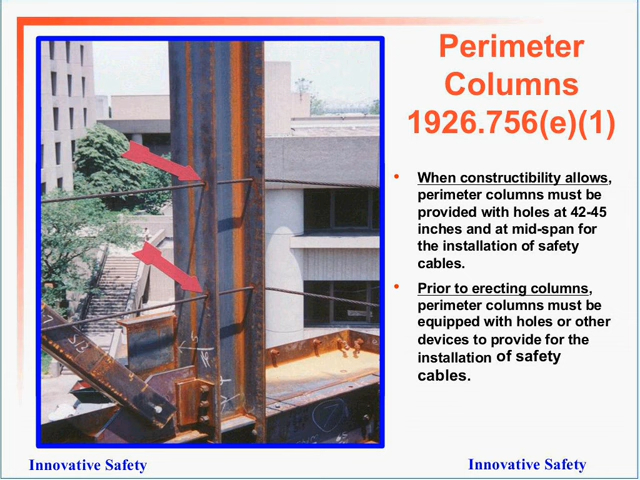 Perimeter
Columns
1926.756(e)(1)
• When constructibility allows,
perimeter columns must be
provided with holes at 42-45
inches and at mid-span for
the installation of safety
cables.
• Prior to erecting columns,
perimeter columns must be
equipped with holes or other
devices to provide for the
installation of safety
cables.
Innovative Safety
Innovative Safety